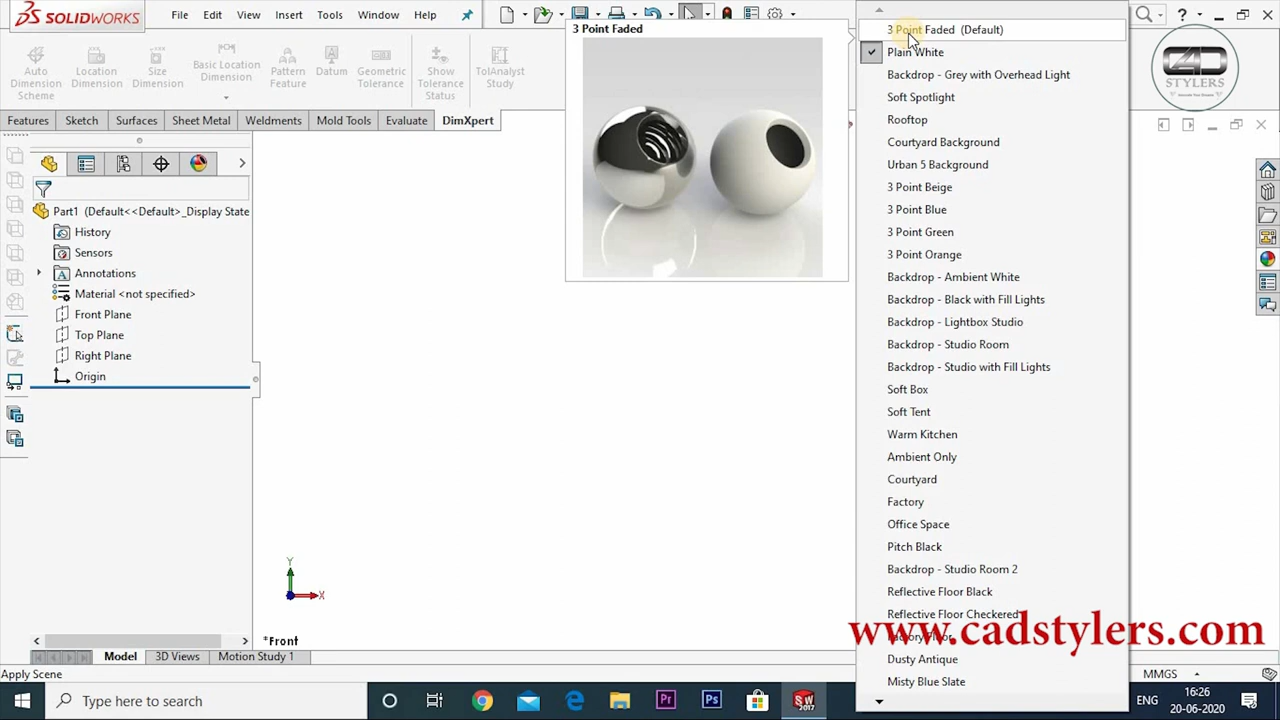 SOLIDWORKS File Edit View Insert Tools Window
3 Point Faded
3 Point Faded (Default)
Plain White
Backdrop - Grey with Overhead Light
Soft Spotlight
Rooftop
Courtyard Background
Urban 5 Background
3 Point Beige
3 Point Blue
3 Point Green
3 Point Orange
Backdrop - Ambient White
Backdrop - Black with Fill Lights
Backdrop - Lightbox Studio
Backdrop - Studio Room
Backdrop - Studio with Fill Lights
Soft Box
Soft Tent
Warm Kitchen
Ambient Only
Courtyard
Factory
Office Space
Pitch Black
Backdrop - Studio Room 2
Reflective Floor Black
Reflective Floor Checkered
Factory Floor
Dusty Antique
Misty Blue Slate
STYLERS
Auto Dimension Scheme
Location Dimension
Size Dimension
Basic Location Dimension
Pattern Feature
Datum
Geometric Tolerance
Show Tolerance Status
ToAnalyst Study
Features Sketch Surfaces Sheet Metal Weldments Mold Tools Evaluate DimXpert
Part1 (Default<<Default>_Display State
History
Sensors
Annotations
Material <not specified>
Front Plane
Top Plane
Right Plane
Origin
Y
X
*Front
www.cadstylers.com
Model 3D Views Motion Study 1
Apply Scene
MMGS
Type here to search
Pr
Ps
SW
2017
ENG
16:26
20-06-2020